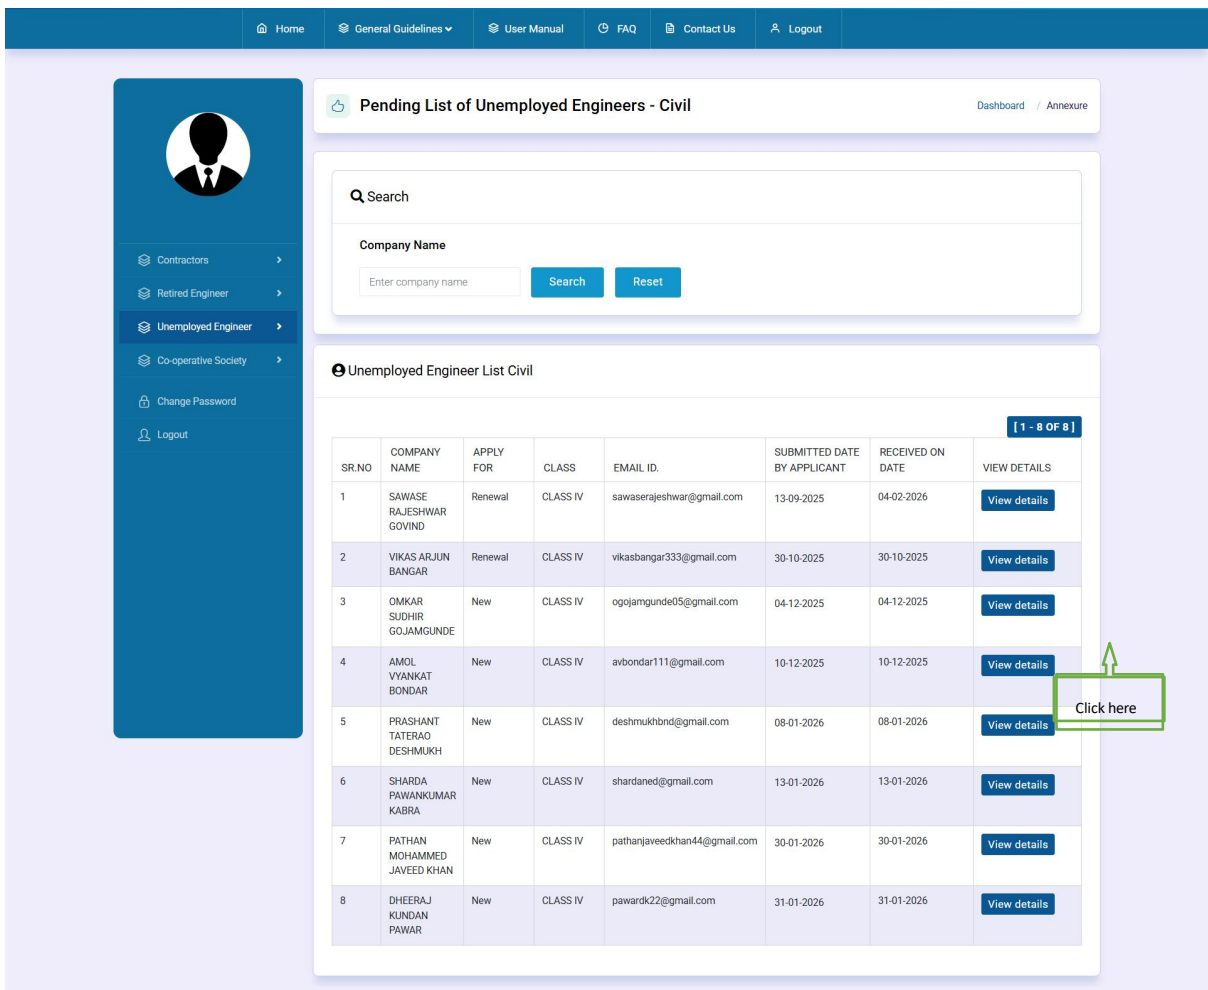 Home General Guidelines User Manual FAQ Contact Us Logout
Pending List of Unemployed Engineers - Civil
Dashboard / Annexure
Contractors
Retired Engineer
Unemployed Engineer
Co-operative Society
Change Password
Logout
Search
Company Name
Enter company name Search Reset
Unemployed Engineer List Civil
[ 1 - 8 OF 8 ]
SR.NO COMPANY NAME APPLY FOR CLASS EMAIL ID. SUBMITTED DATE BY APPLICANT RECEIVED ON DATE VIEW DETAILS
1 SAWASE RAJESHWAR GOVIND Renewal CLASS IV sawaserajeshwar@gmail.com 13-09-2025 04-02-2026 View details
2 VIKAS ARJUN BANGAR Renewal CLASS IV vikasbangar333@gmail.com 30-10-2025 30-10-2025 View details
3 OMKAR SUDHIR GOJAMGUNDE New CLASS IV ogojamgunde05@gmail.com 04-12-2025 04-12-2025 View details
4 AMOL VYANKAT BONDAR New CLASS IV avbondar111@gmail.com 10-12-2025 10-12-2025 View details
5 PRASHANT TATERAO DESHMUKH New CLASS IV deshmukhbnd@gmail.com 08-01-2026 08-01-2026 View details
6 SHARDA PAWANKUMAR KABRA New CLASS IV shardaned@gmail.com 13-01-2026 13-01-2026 View details
7 PATHAN MOHAMMED JAVEED KHAN New CLASS IV pathanjaveedkhan44@gmail.com 30-01-2026 30-01-2026 View details
8 DHEERAJ KUNDAN PAWAR New CLASS IV pawardk22@gmail.com 31-01-2026 31-01-2026 View details
Click here